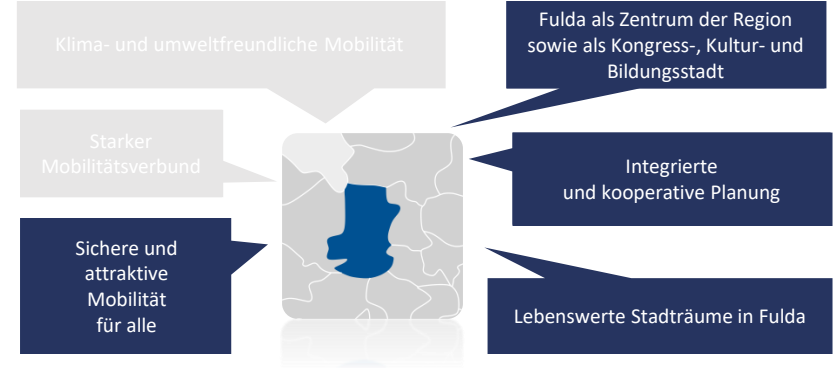 Klima- und umweltfreundliche Mobilität
Fulda als Zentrum der Region
sowie als Kongress-, Kultur- und
Bildungsstadt
Starker
Mobilitätsverbund
Integrierte
und kooperative Planung
Sichere und
attraktive
Mobilität
für alle
Lebenswerte Stadträume in Fulda